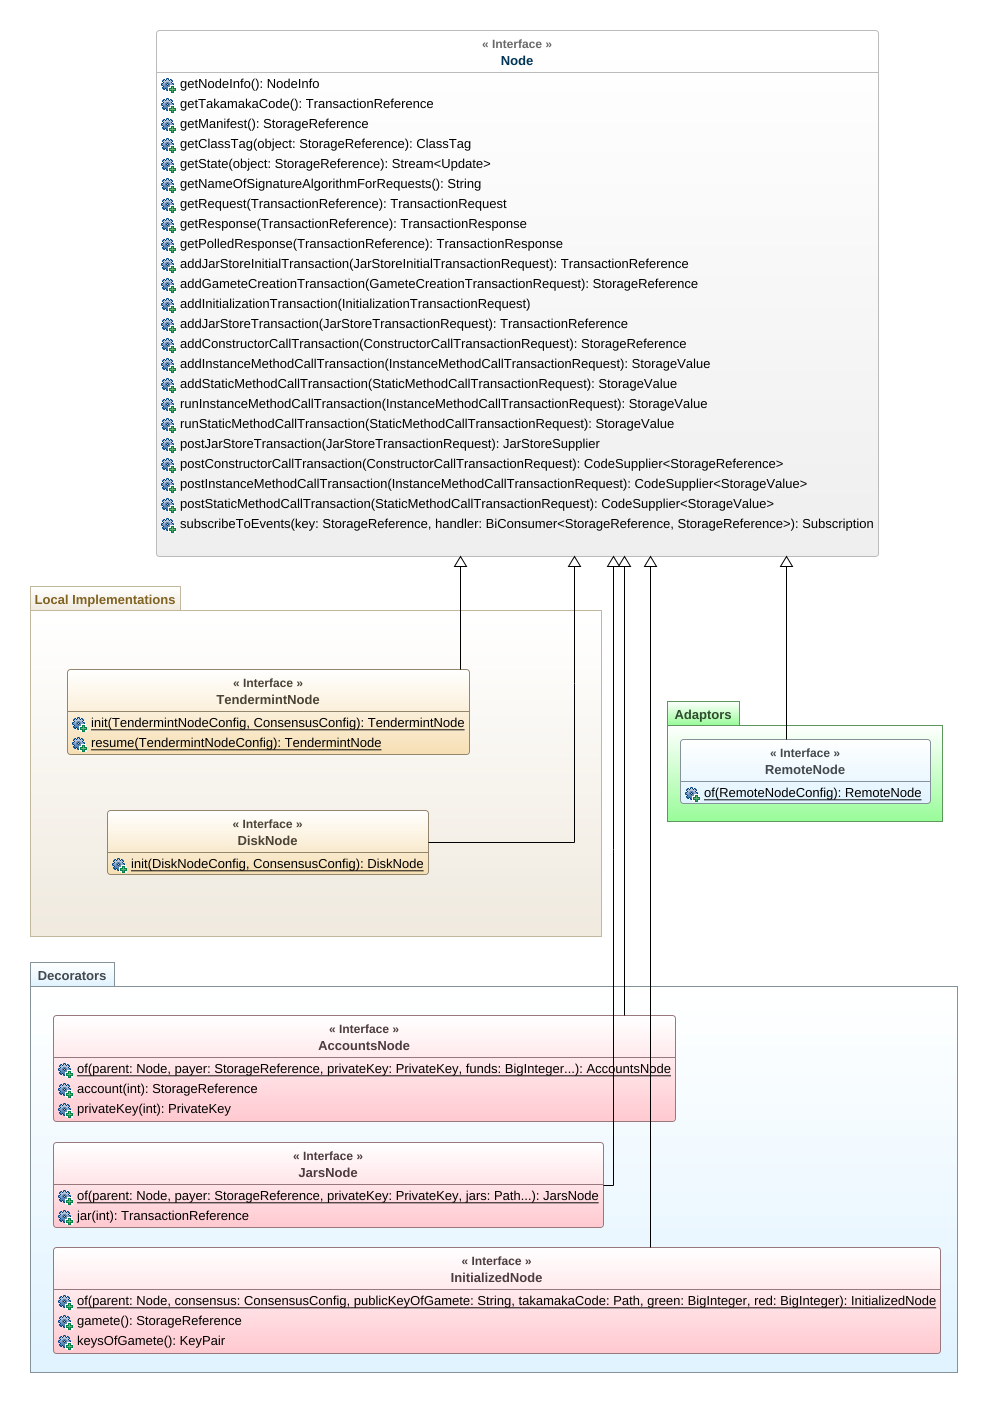 « Interface »
Node
getNodeInfo(): NodeInfo
getTakamakaCode(): TransactionReference
getManifest(): StorageReference
getClassTag(object: StorageReference): ClassTag
getState(object: StorageReference): Stream<Update>
getNameOfSignatureAlgorithmForRequests(): String
getRequest(TransactionReference): TransactionRequest
getResponse(TransactionReference): TransactionResponse
getPolledResponse(TransactionReference): TransactionResponse
addJarStoreInitialTransaction(JarStoreInitialTransactionRequest): TransactionReference
addGameteCreationTransaction(GameteCreationTransactionRequest): StorageReference
addInitializationTransaction(InitializationTransactionRequest)
addJarStoreTransaction(JarStoreTransactionRequest): TransactionReference
addConstructorCallTransaction(ConstructorCallTransactionRequest): StorageReference
addInstanceMethodCallTransaction(InstanceMethodCallTransactionRequest): StorageValue
addStaticMethodCallTransaction(StaticMethodCallTransactionRequest): StorageValue
runInstanceMethodCallTransaction(InstanceMethodCallTransactionRequest): StorageValue
runStaticMethodCallTransaction(StaticMethodCallTransactionRequest): StorageValue
postJarStoreTransaction(JarStoreTransactionRequest): JarStoreSupplier
postConstructorCallTransaction(ConstructorCallTransactionRequest): CodeSupplier<StorageReference>
postInstanceMethodCallTransaction(InstanceMethodCallTransactionRequest): CodeSupplier<StorageValue>
postStaticMethodCallTransaction(StaticMethodCallTransactionRequest): CodeSupplier<StorageValue>
subscribeToEvents(key: StorageReference, handler: BiConsumer<StorageReference, StorageReference>): Subscription
Local Implementations
« Interface »
TendermintNode
init(TendermintNodeConfig, ConsensusConfig): TendermintNode
resume(TendermintNodeConfig): TendermintNode
« Interface »
DiskNode
init(DiskNodeConfig, ConsensusConfig): DiskNode
Adaptors
« Interface »
RemoteNode
of(RemoteNodeConfig): RemoteNode
Decorators
« Interface »
AccountsNode
of(parent: Node, payer: StorageReference, privateKey: PrivateKey, funds: BigInteger...): AccountsNode
account(int): StorageReference
privateKey(int): PrivateKey
« Interface »
JarsNode
of(parent: Node, payer: StorageReference, privateKey: PrivateKey, jars: Path...): JarsNode
jar(int): TransactionReference
« Interface »
InitializedNode
of(parent: Node, consensus: ConsensusConfig, publicKeyOfGamete: String, takamakaCode: Path, green: BigInteger, red: BigInteger): InitializedNode
gamete(): StorageReference
keysOfGamete(): KeyPair